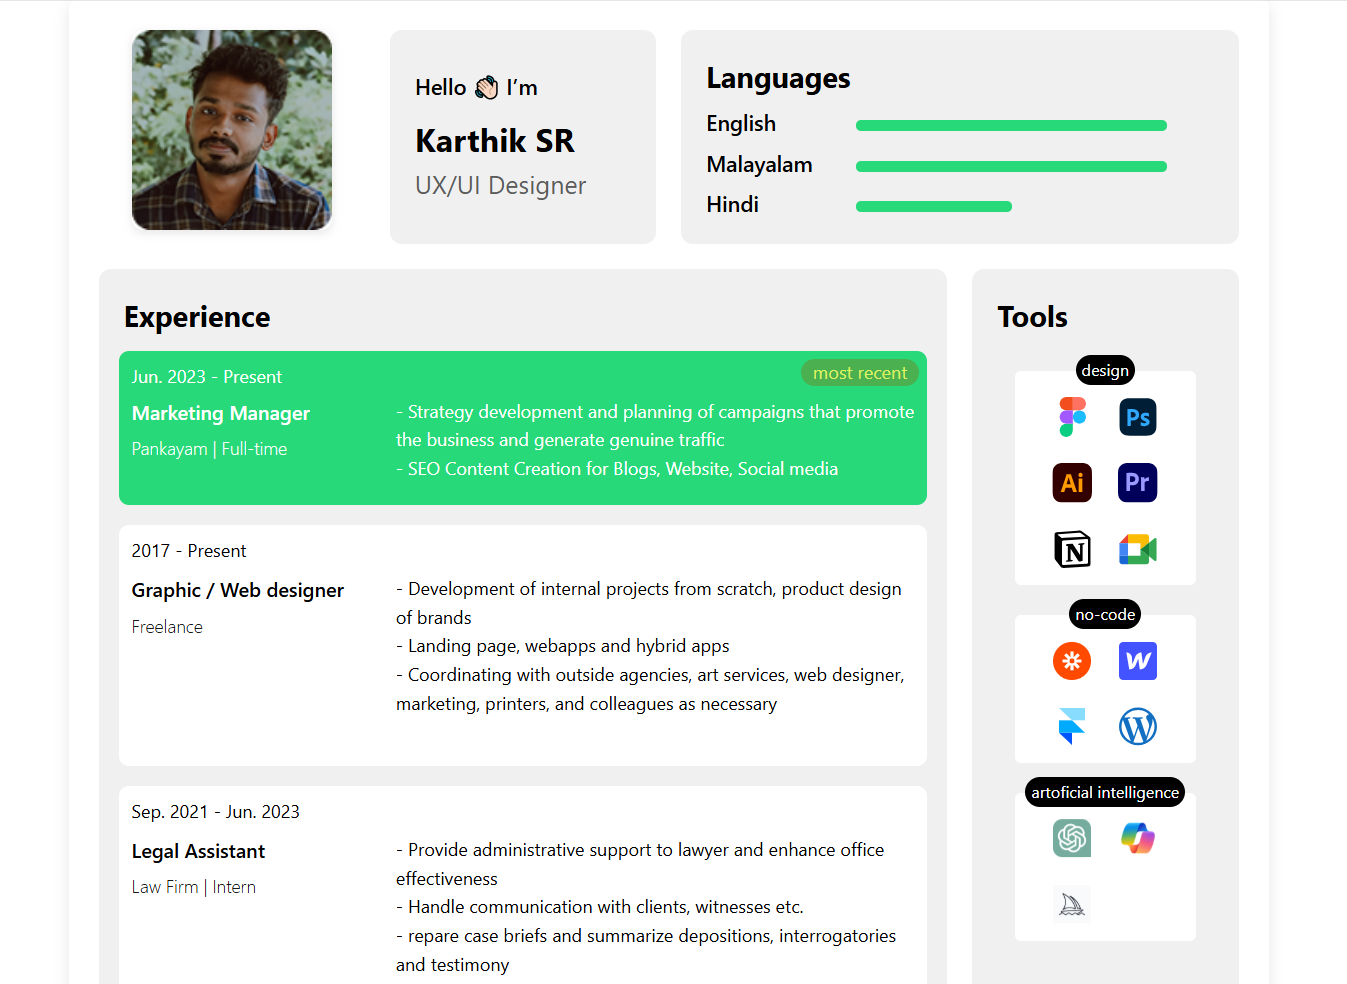 Hello 👋🏻 I’m
Karthik SR
UX/UI Designer
Languages
English
Malayalam
Hindi
Experience
Jun. 2023 - Present
most recent
Marketing Manager
Pankayam | Full-time
- Strategy development and planning of campaigns that promote
the business and generate genuine traffic
- SEO Content Creation for Blogs, Website, Social media
2017 - Present
Graphic / Web designer
Freelance
- Development of internal projects from scratch, product design
of brands
- Landing page, webapps and hybrid apps
- Coordinating with outside agencies, art services, web designer,
marketing, printers, and colleagues as necessary
Sep. 2021 - Jun. 2023
Legal Assistant
Law Firm | Intern
- Provide administrative support to lawyer and enhance office
effectiveness
- Handle communication with clients, witnesses etc.
- repare case briefs and summarize depositions, interrogatories
and testimony
Tools
design
Ps
Ai
Pr
N
no-code
W
W
artoficial intelligence